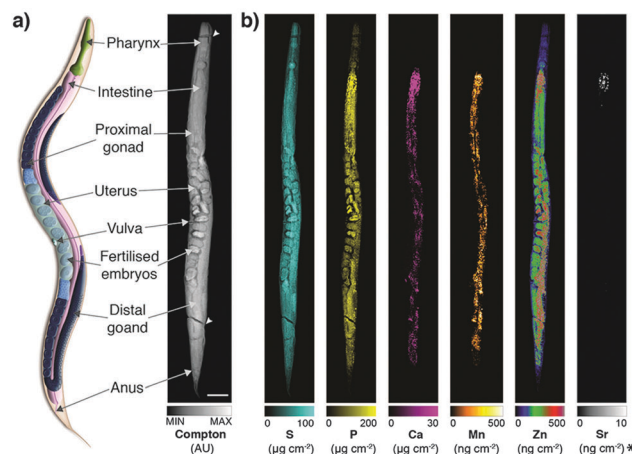 a)
b)
Pharynx
Intestine
Proximal
gonad
Uterus
Vulva
Fertilised
embryos
Distal
goand
Anus
MIN MAX
Compton
(AU)
0 100
S
(µg cm-2)
0 200
P
(µg cm-2)
0 30
Ca
(µg cm-2)
0 500
Mn
(ng cm-2)
0 500
Zn
(ng cm-2)
0 10
Sr
(ng cm-2) *